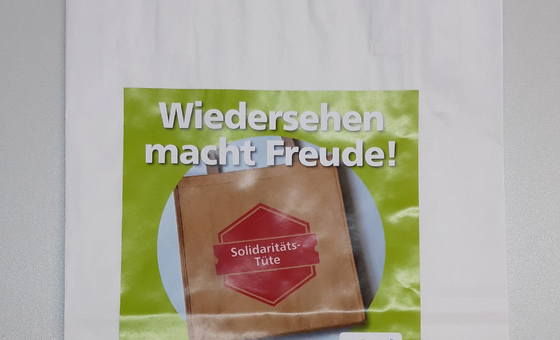 Wiedersehen
macht Freude!
Solidaritäts-
Tüte